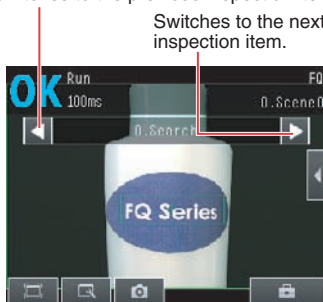 Switches to the next
inspection item.
OK Run FQ
100ms 0.Scene0
0.Search
FQ Series